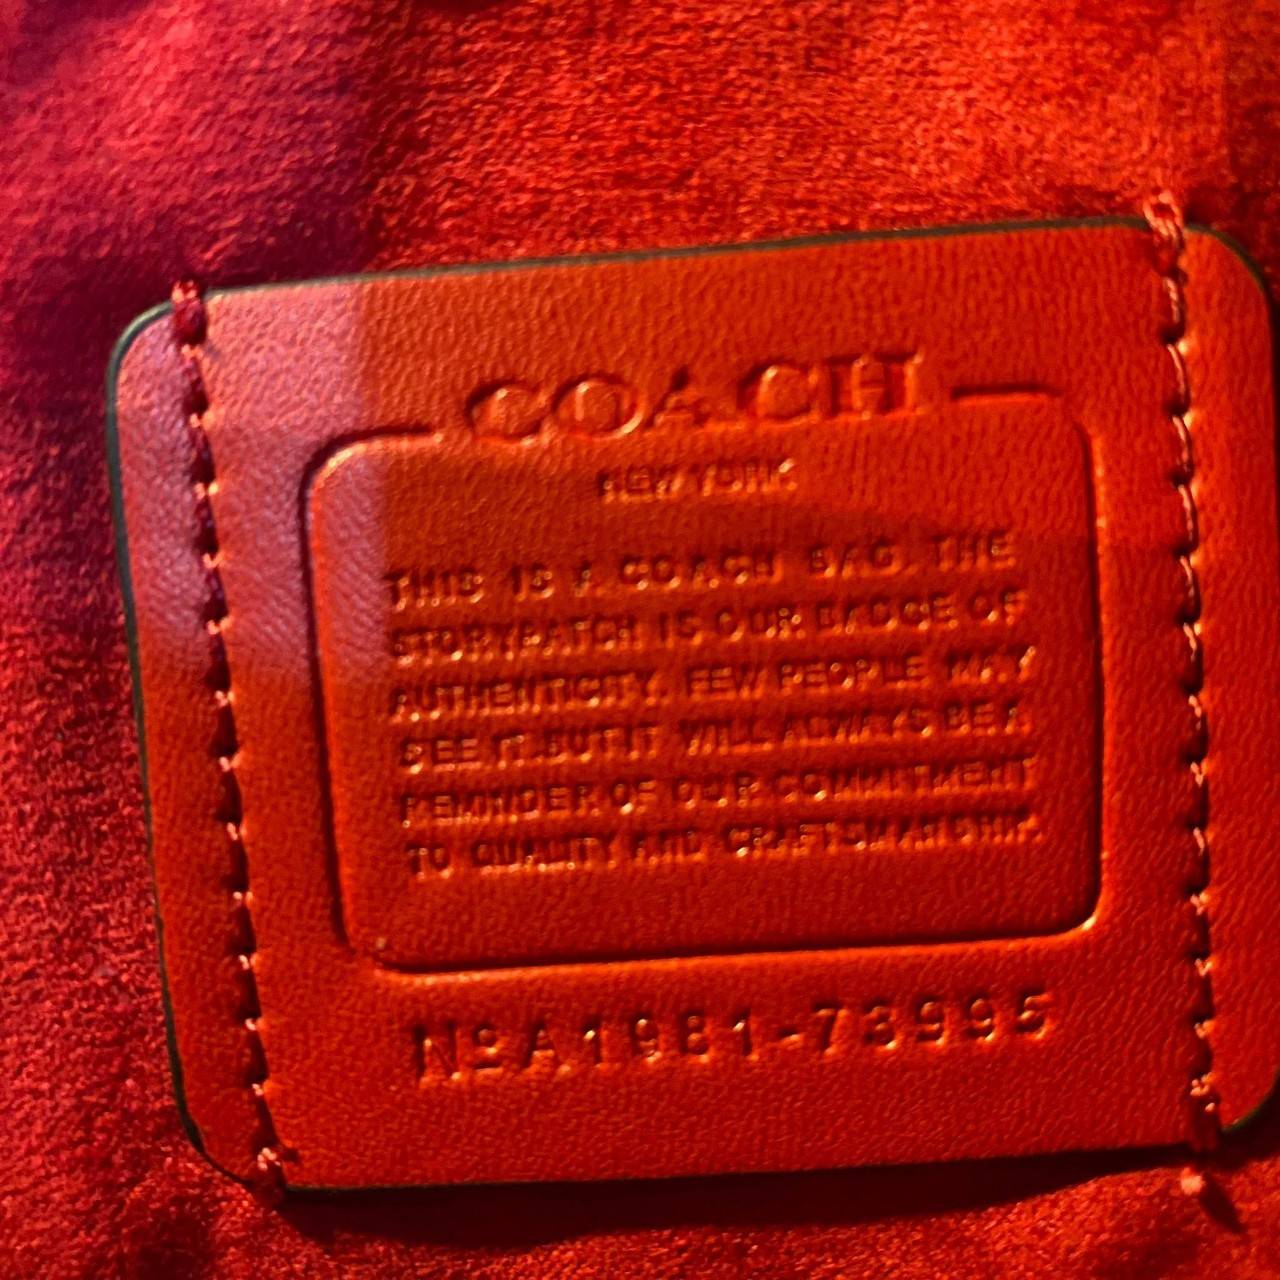 COACH
NEW YORK
THIS IS A COACH BAG. THE
STORYPATCH IS OUR BADGE OF
AUTHENTICITY. FEW PEOPLE MAY
SEE IT.BUT IT WILL ALWAYS BE A
REMINDER OF OUR COMMITMENT
TO QUALITY AND CRAFTSMANSHIP.
NºA1981-78995